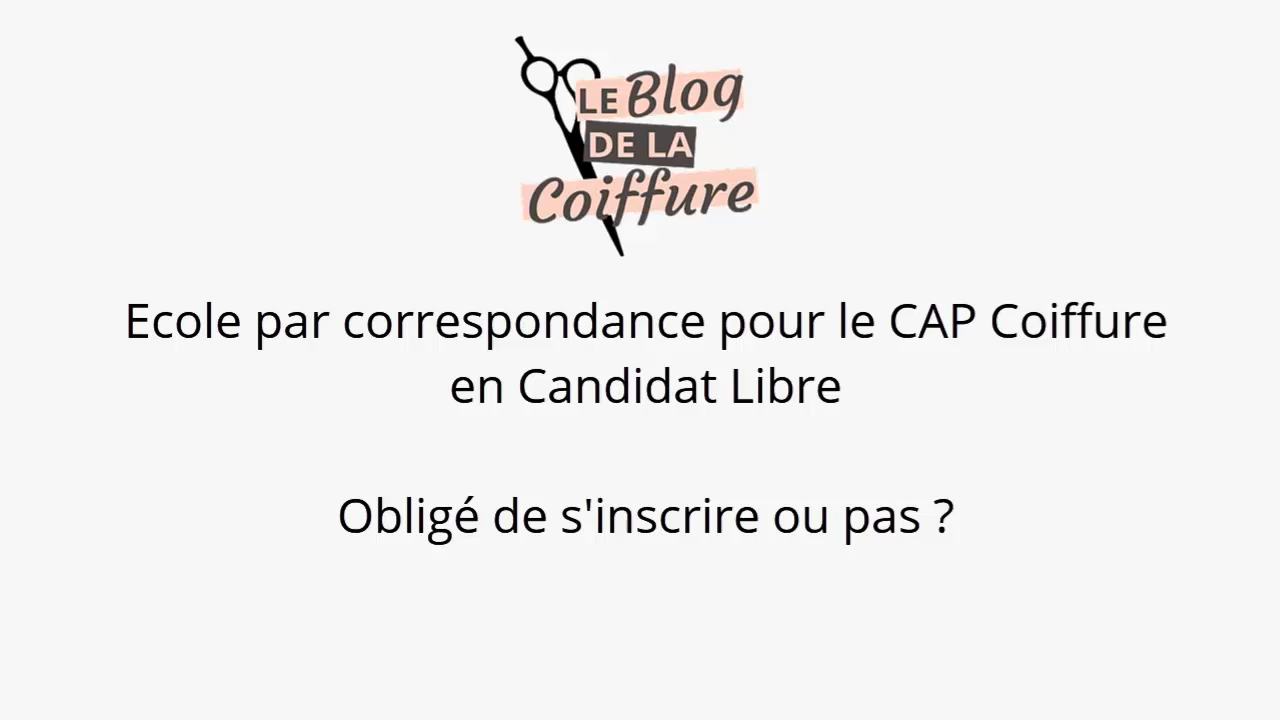 LE Blog
DE LA
Coiffure
Ecole par correspondance pour le CAP Coiffure
en Candidat Libre
Obligé de s'inscrire ou pas ?